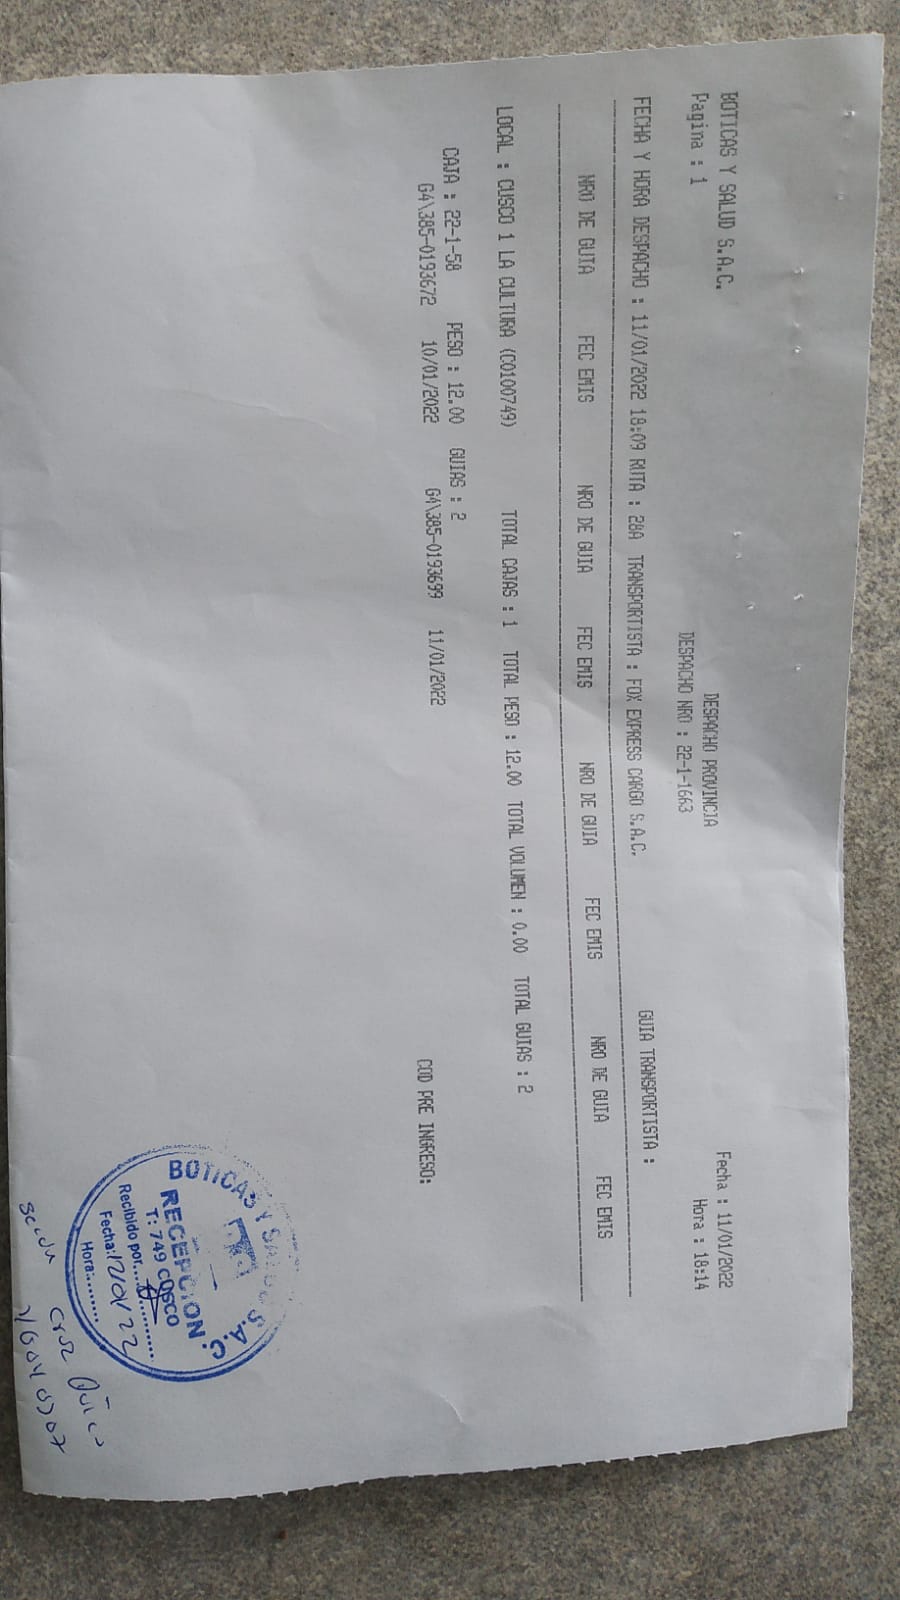 BOTICAS Y SALUD S.A.C.
Pagina : 1
DESPACHO PROVINCIA
DESPACHO NRO : 22-1-1663
Fecha : 11/01/2022
Hora : 18:14
FECHA Y HORA DESPACHO : 11/01/2022 18:09 RUTA : 28A TRANSPORTISTA : FOX EXPRESS CARGO S.A.C. GUIA TRANSPORTISTA :
NRO DE GUIA FEC EMIS NRO DE GUIA FEC EMIS NRO DE GUIA FEC EMIS NRO DE GUIA FEC EMIS
LOCAL : CUSCO 1 LA CULTURA (C0100749) TOTAL CAJAS : 1 TOTAL PESO : 12.00 TOTAL VOLUMEN : 0.00 TOTAL GUIAS : 2
CAJA : 22-1-58 PESO : 12.00 GUIAS : 2
G4\385-0193672 10/01/2022 G4\385-0193699 11/01/2022
COD PRE INGRESO:
BOTICAS Y SALUD S.A.C.
RECEPCION
T: 749 CUSCO
Recibido por
Fecha: 12/01/22
Hora:
Cruz